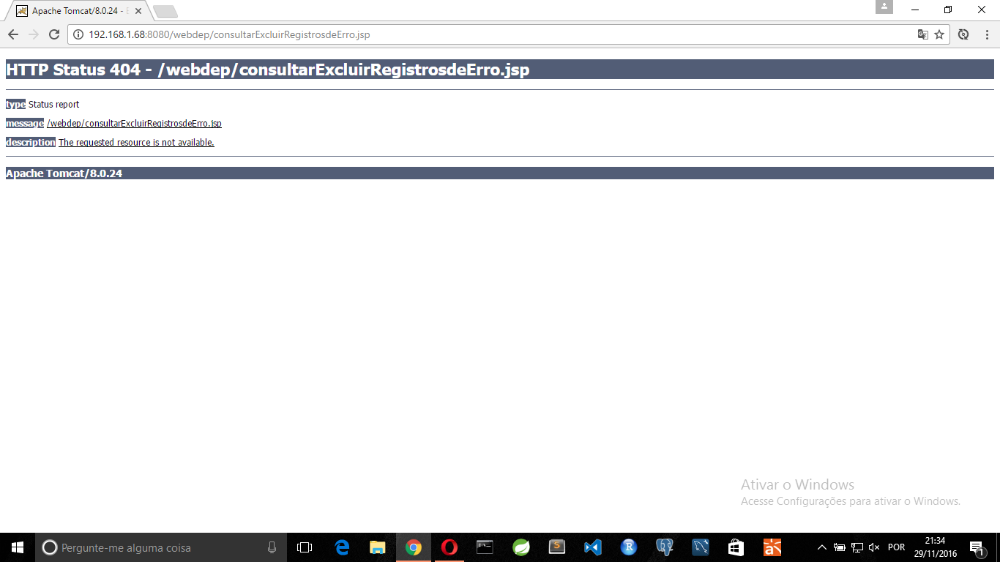 Apache Tomcat/8.0.24 -
192.168.1.68:8080/webdep/consultarExcluirRegistrosdeErro.jsp
HTTP Status 404 - /webdep/consultarExcluirRegistrosdeErro.jsp
type Status report
message /webdep/consultarExcluirRegistrosdeErro.jsp
description The requested resource is not available.
Apache Tomcat/8.0.24
Ativar o Windows
Acesse Configurações para ativar o Windows.
Pergunte-me alguma coisa
POR
21:34
29/11/2016
1